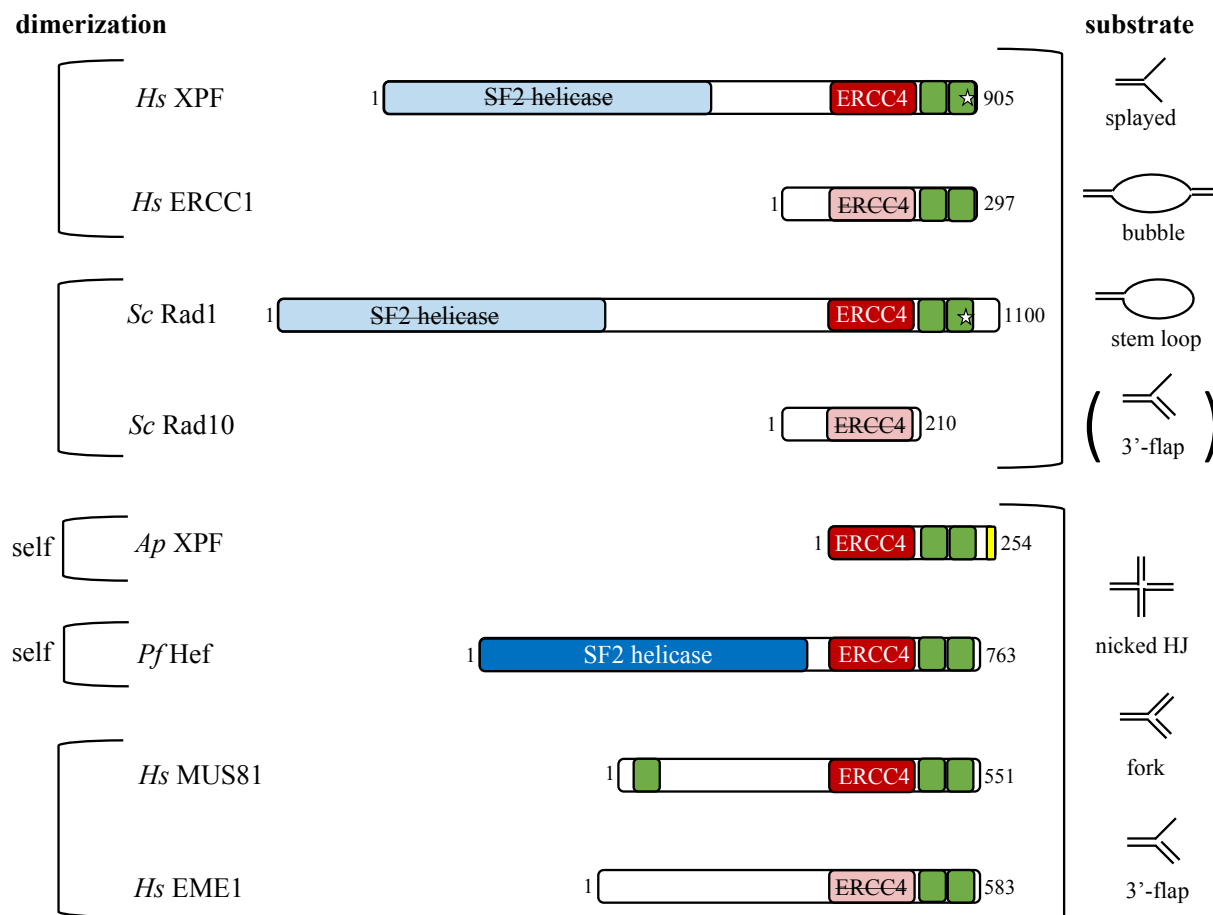 dimerization substrate
Hs XPF 1 SF2 helicase ERCC4 905
splayed
Hs ERCC1 1 ERCC4 297
bubble
Sc Rad1 1 SF2 helicase ERCC4 1100
stem loop
Sc Rad10 1 ERCC4 210
( 3’-flap )
self Ap XPF 1 ERCC4 254
self Pf Hef 1 SF2 helicase ERCC4 763
nicked HJ
Hs MUS81 1 ERCC4 551
fork
Hs EME1 1 ERCC4 583
3’-flap